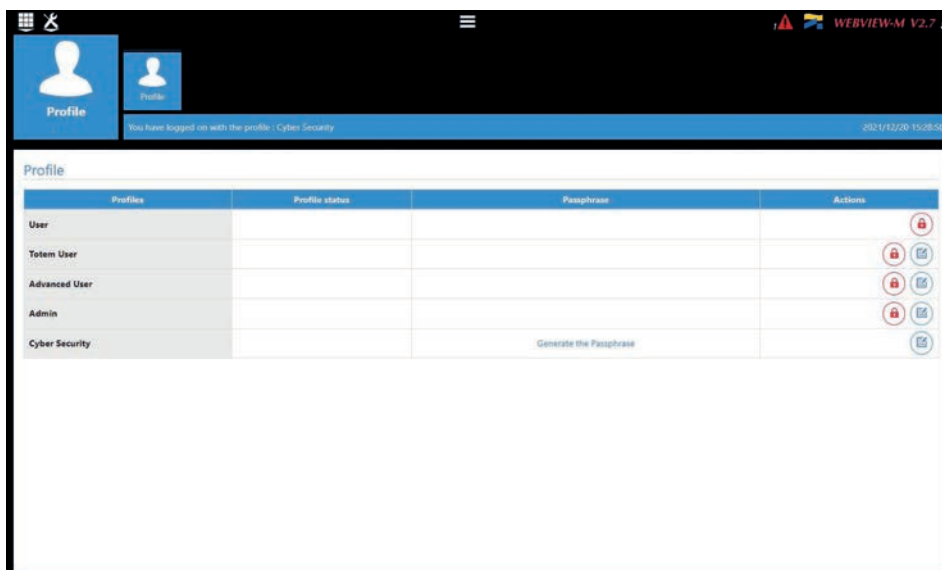 WEBVIEW-M V2.7
Profile
Profile
You have logged on with the profile : Cyber Security 2021/12/20 15:28:50
Profile
Profiles Profile status Passphrase Actions
User
Totem User
Advanced User
Admin
Cyber Security Generate the Passphrase